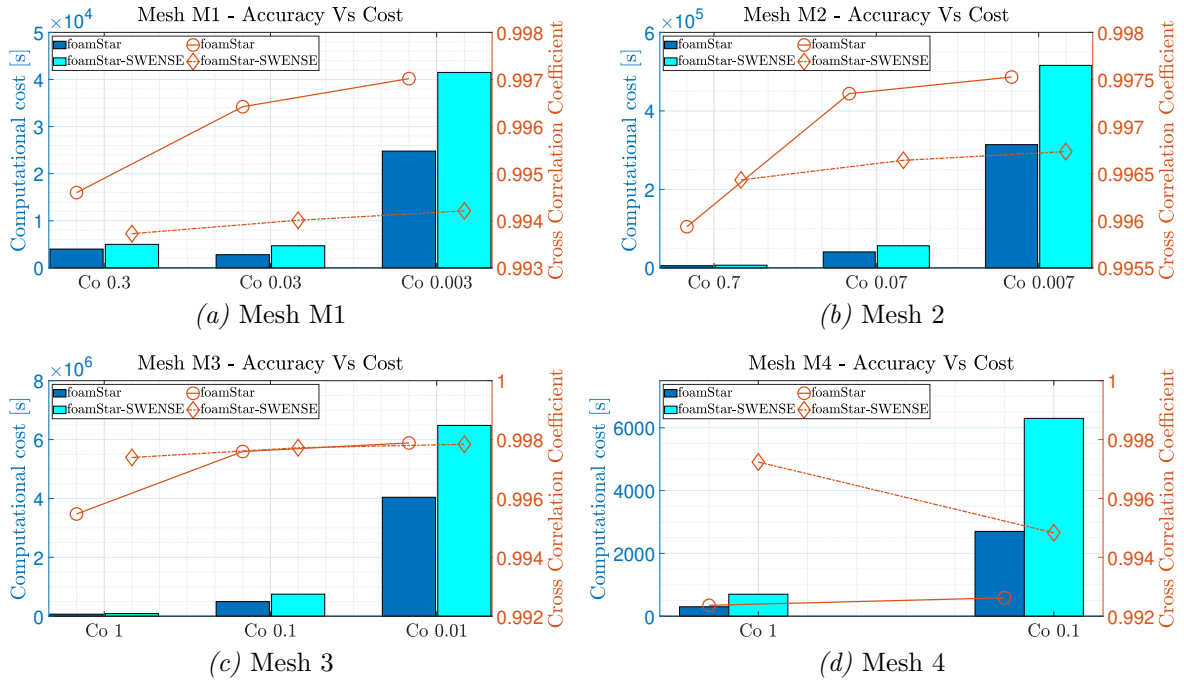 Mesh M1 - Accuracy Vs Cost
×10^4
foamStar foamStar
foamStar-SWENSE foamStar-SWENSE
Computational cost [s]
5
4
3
2
1
0
Co 0.3 Co 0.03 Co 0.003
0.998
0.997
0.996
0.995
0.994
0.993
Cross Correlation Coefficient
(a) Mesh M1
Mesh M2 - Accuracy Vs Cost
×10^5
foamStar foamStar
foamStar-SWENSE foamStar-SWENSE
Computational cost [s]
6
4
2
0
Co 0.7 Co 0.07 Co 0.007
0.998
0.9975
0.997
0.9965
0.996
0.9955
Cross Correlation Coefficient
(b) Mesh 2
Mesh M3 - Accuracy Vs Cost
×10^6
foamStar foamStar
foamStar-SWENSE foamStar-SWENSE
Computational cost [s]
8
6
4
2
0
Co 1 Co 0.1 Co 0.01
1
0.998
0.996
0.994
0.992
Cross Correlation Coefficient
(c) Mesh 3
Mesh M4 - Accuracy Vs Cost
foamStar foamStar
foamStar-SWENSE foamStar-SWENSE
Computational cost [s]
6000
4000
2000
0
Co 1 Co 0.1
1
0.998
0.996
0.994
0.992
Cross Correlation Coefficient
(d) Mesh 4